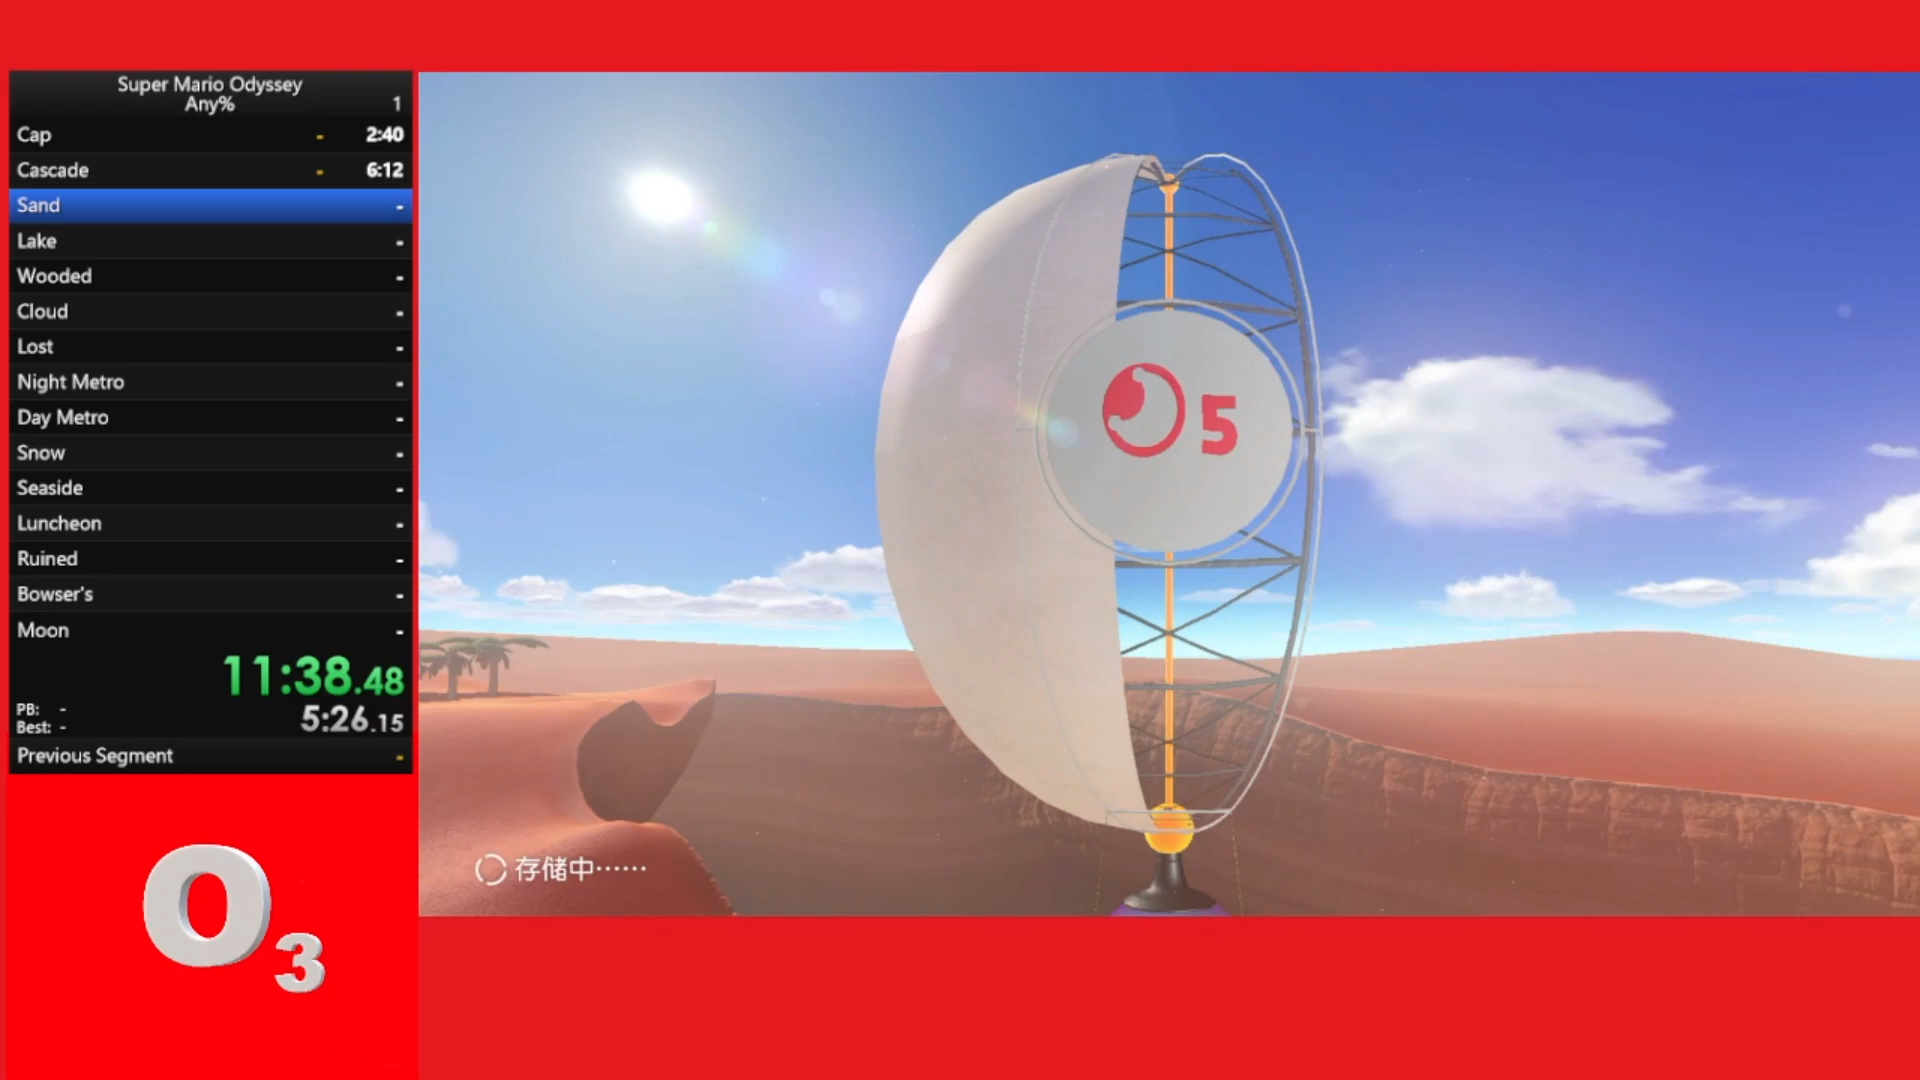 Super Mario Odyssey
Any% 1
Cap - 2:40
Cascade - 6:12
Sand -
Lake -
Wooded -
Cloud -
Lost -
Night Metro -
Day Metro -
Snow -
Seaside -
Luncheon -
Ruined -
Bowser's -
Moon -
11:38.48
PB: -
Best: - 5:26.15
Previous Segment -
5
存储中……
O3